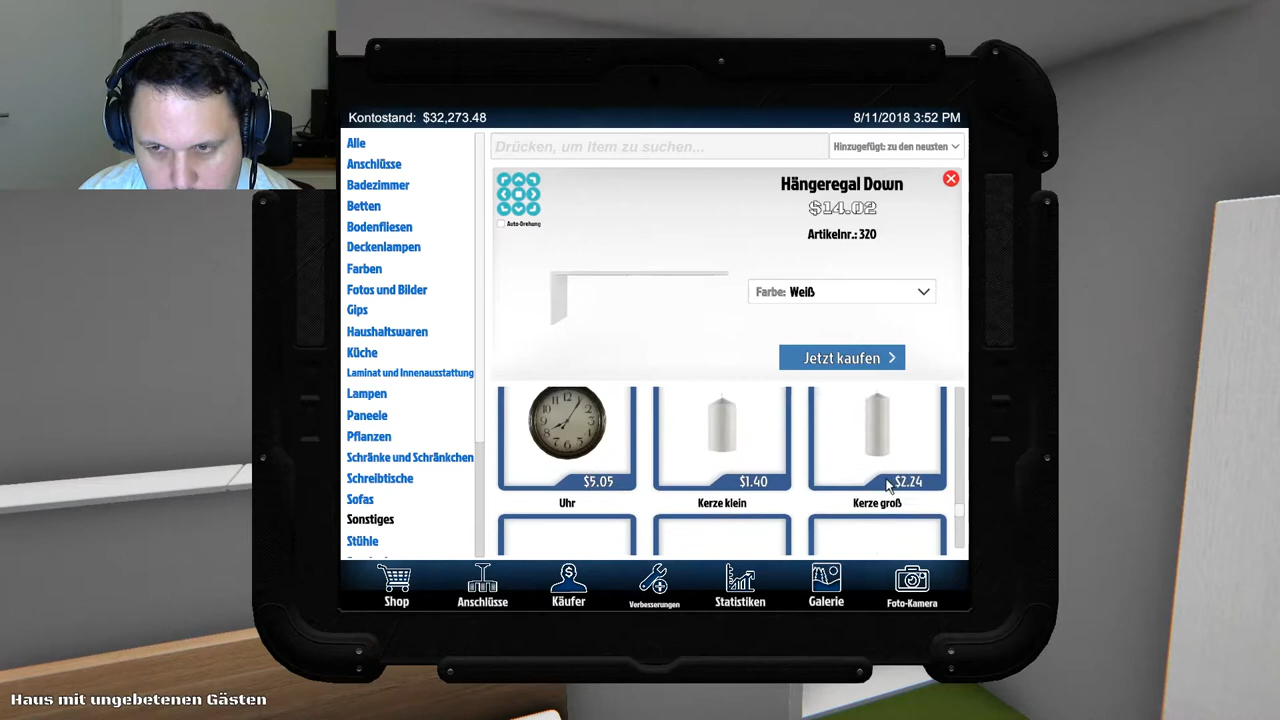 Kontostand: $32,273.48
8/11/2018 3:52 PM
Alle
Anschlüsse
Badezimmer
Betten
Bodenfliesen
Deckenlampen
Farben
Fotos und Bilder
Gips
Haushaltswaren
Küche
Laminat und Innenausstattung
Lampen
Paneele
Pflanzen
Schränke und Schränkchen
Schreibtische
Sofas
Sonstiges
Stühle
Drücken, um Item zu suchen...
Hinzugefügt: zu den neusten
Auto-Drehung
Hängeregal Down
$14.02
Artikelnr.: 320
Farbe: Weiß
Jetzt kaufen
$5.05
$1.40
$2.24
Uhr
Kerze klein
Kerze groß
Shop
Anschlüsse
Käufer
Verbesserungen
Statistiken
Galerie
Foto-Kamera
Haus mit ungebetenen Gästen